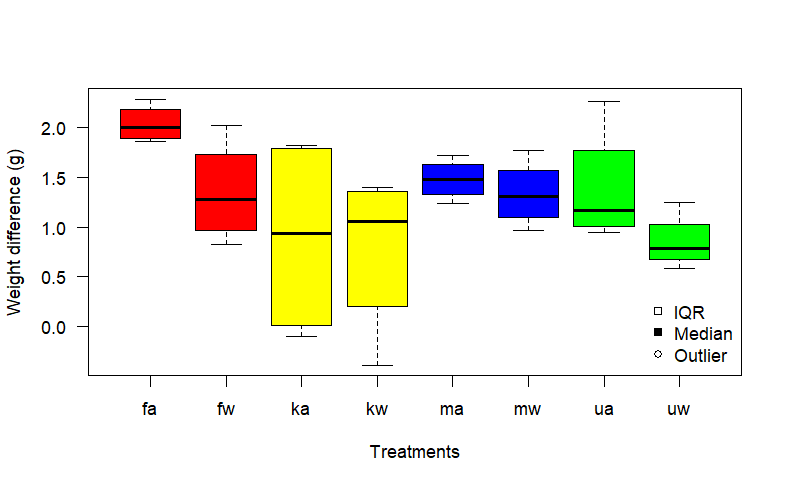 Weight difference (g)
2.0
1.5
1.0
0.5
0.0
IQR
Median
Outlier
fa fw ka kw ma mw ua uw
Treatments